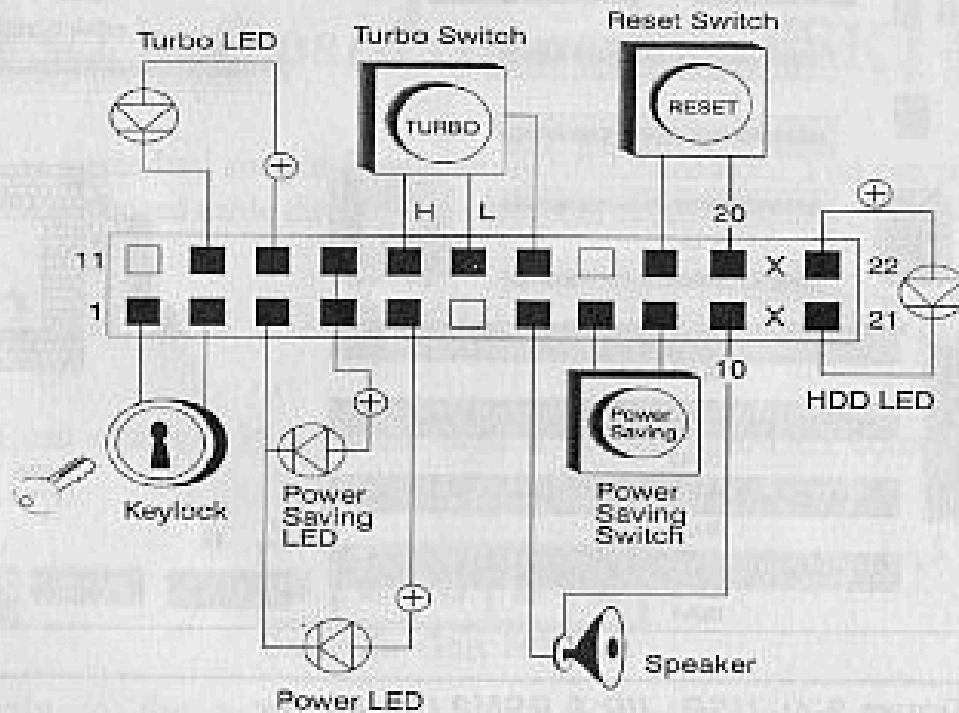 Turbo LED
Turbo Switch
Reset Switch
TURBO
RESET
+
H
L
20
+
11
X
22
1
X
21
10
HDD LED
+
Power
Saving
Keylock
Power
Saving
LED
Power
Saving
Switch
+
Speaker
Power LED